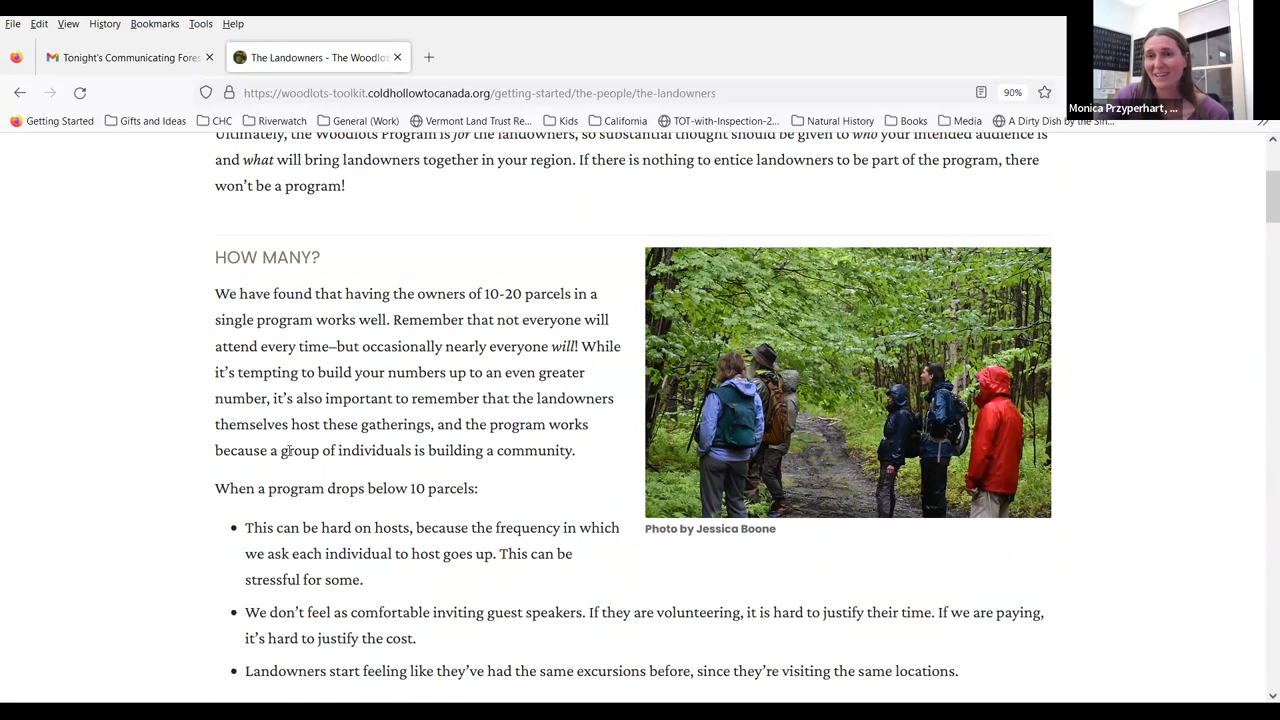 File Edit View History Bookmarks Tools Help
Tonight's Communicating Fores
The Landowners - The Woodlot
https://woodlots-toolkit.coldhollowtocanada.org/getting-started/the-people/the-landowners
90%
Monica Przyperhart, ...
Getting Started Gifts and Ideas CHC Riverwatch General (Work) Vermont Land Trust Re... Kids California TOT-with-Inspection-2... Natural History Books Media A Dirty Dish by the Sin...
Ultimately, the Woodlots Program is for the landowners, so substantial thought should be given to who your intended audience is
and what will bring landowners together in your region. If there is nothing to entice landowners to be part of the program, there
won't be a program!
HOW MANY?
We have found that having the owners of 10-20 parcels in a
single program works well. Remember that not everyone will
attend every time–but occasionally nearly everyone will! While
it's tempting to build your numbers up to an even greater
number, it's also important to remember that the landowners
themselves host these gatherings, and the program works
because a group of individuals is building a community.
Photo by Jessica Boone
When a program drops below 10 parcels:
• This can be hard on hosts, because the frequency in which
we ask each individual to host goes up. This can be
stressful for some.
• We don't feel as comfortable inviting guest speakers. If they are volunteering, it is hard to justify their time. If we are paying,
it's hard to justify the cost.
• Landowners start feeling like they've had the same excursions before, since they're visiting the same locations.